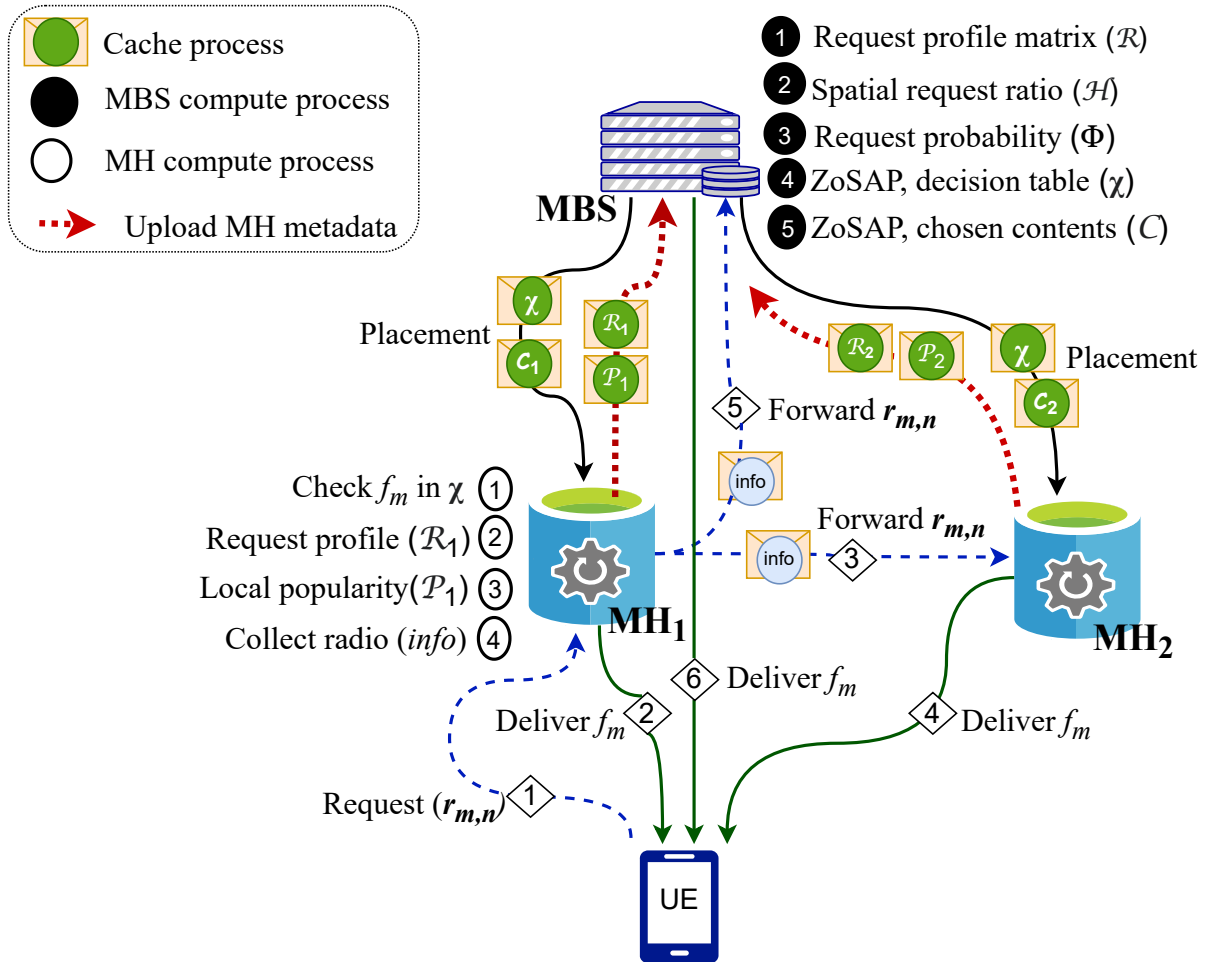 Cache process
MBS compute process
MH compute process
Upload MH metadata
1 Request profile matrix (ℛ)
2 Spatial request ratio (ℋ)
3 Request probability (Φ)
4 ZoSAP, decision table (χ)
5 ZoSAP, chosen contents (C)
MBS
χ
Placement
C₁
ℛ₁
𝒫₁
ℛ₂
𝒫₂
χ
Placement
C₂
5 Forward r_{m,n}
info
Check f_m in χ 1
Request profile (ℛ₁) 2
Local popularity(𝒫₁) 3
Collect radio (info) 4
MH₁
Forward r_{m,n}
info
3
MH₂
Deliver f_m 2
6 Deliver f_m
4 Deliver f_m
Request (r_{m,n}) 1
UE